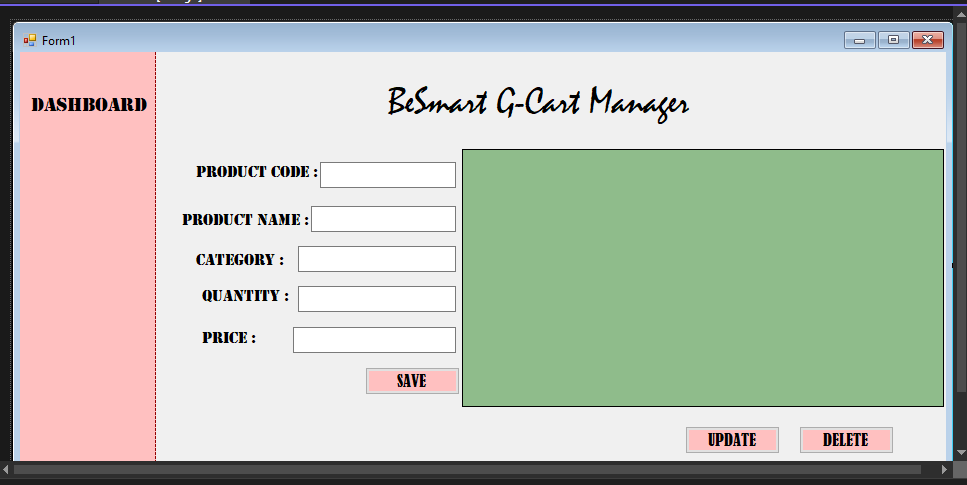 Form1
DASHBOARD
BeSmart G-Cart Manager
PRODUCT CODE :
PRODUCT NAME :
CATEGORY :
QUANTITY :
PRICE :
SAVE
UPDATE
DELETE